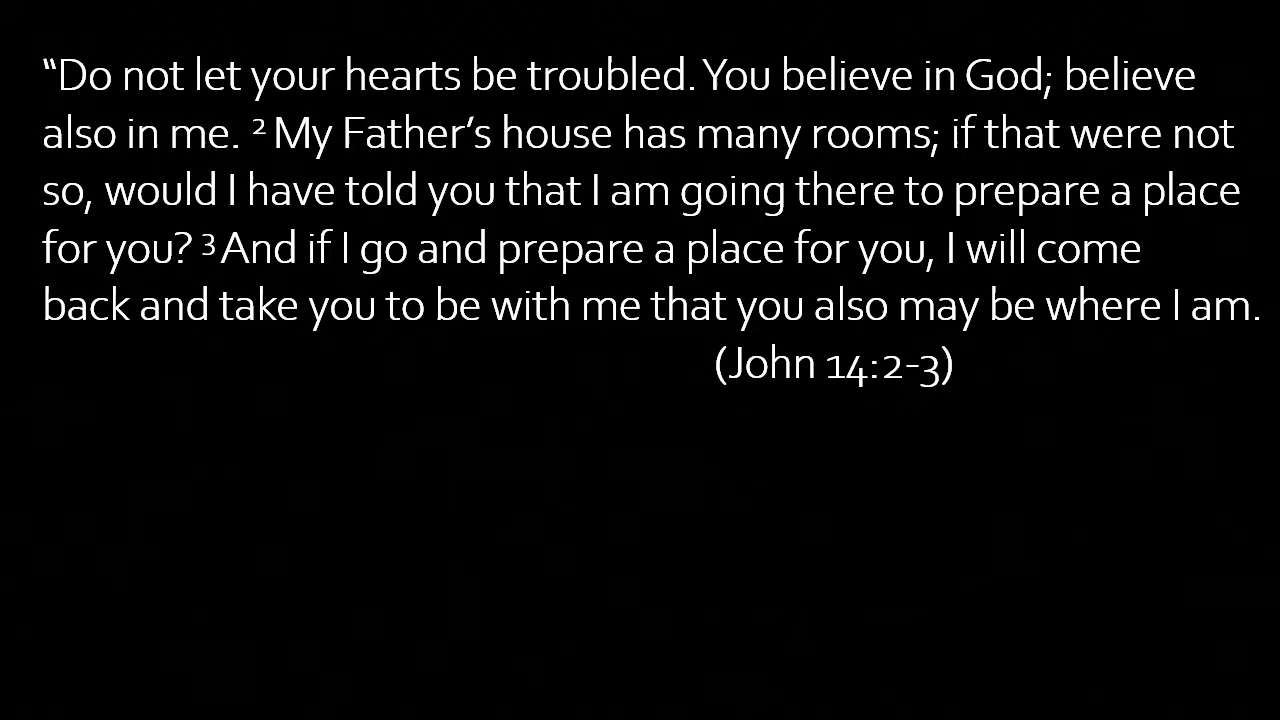 “Do not let your hearts be troubled. You believe in God; believe
also in me. ² My Father’s house has many rooms; if that were not
so, would I have told you that I am going there to prepare a place
for you? ³ And if I go and prepare a place for you, I will come
back and take you to be with me that you also may be where I am.
(John 14:2-3)